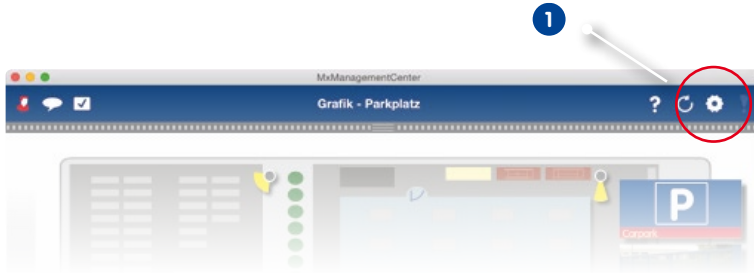 1
MxManagementCenter
Grafik - Parkplatz
?
P
Carpark